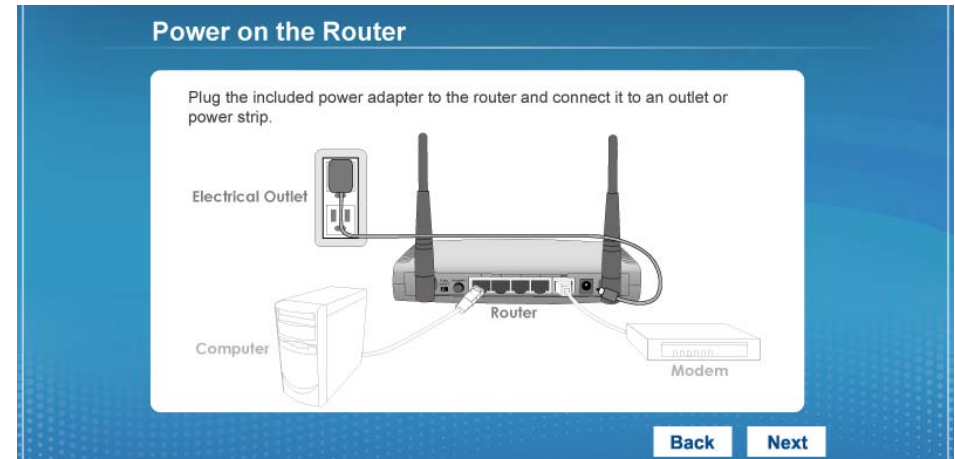 Power on the Router
Plug the included power adapter to the router and connect it to an outlet or
power strip.
Electrical Outlet
Router
Computer
Modem
Back
Next